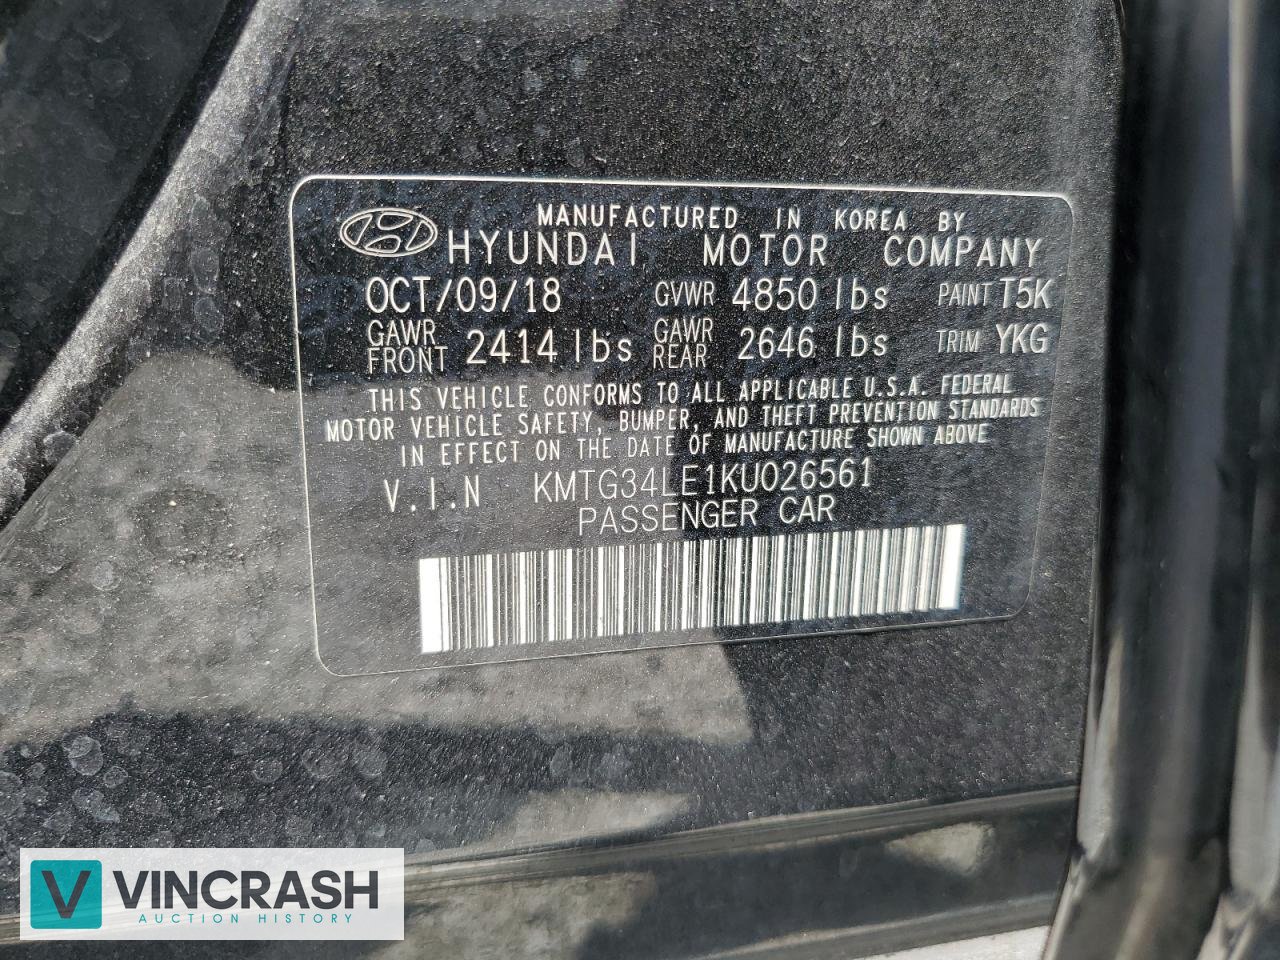 MANUFACTURED IN KOREA BY
HYUNDAI MOTOR COMPANY
OCT/09/18 GVWR 4850 lbs PAINT T5K
GAWR FRONT 2414 lbs GAWR REAR 2646 lbs TRIM YKG
THIS VEHICLE CONFORMS TO ALL APPLICABLE U.S.A. FEDERAL
MOTOR VEHICLE SAFETY, BUMPER, AND THEFT PREVENTION STANDARDS
IN EFFECT ON THE DATE OF MANUFACTURE SHOWN ABOVE
V.I.N KMTG34LE1KU026561
PASSENGER CAR
V VINCRASH
AUCTION HISTORY